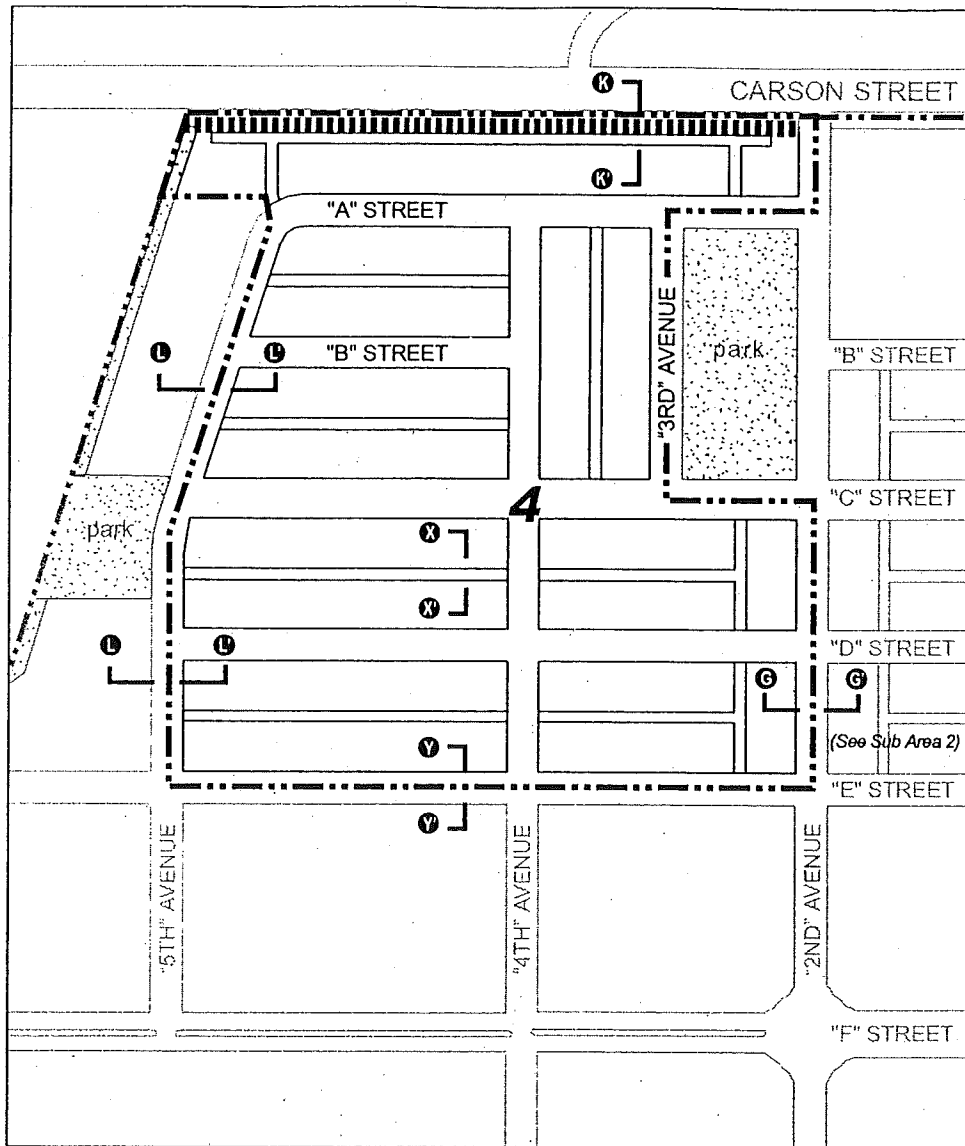 K
CARSON STREET
K'
"A" STREET
"3RD" AVENUE
park
L
L'
"B" STREET
"B" STREET
"C" STREET
4
park
X
X'
L
L'
"D" STREET
G
G'
(See Sub Area 2)
Y
"E" STREET
Y'
"5TH" AVENUE
"4TH" AVENUE
"2ND" AVENUE
"F" STREET